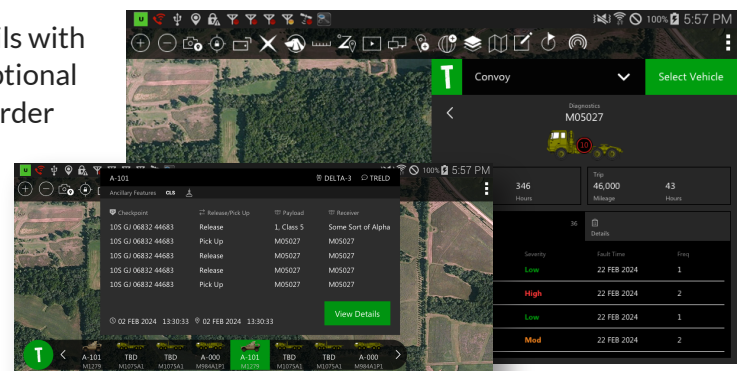 ils with
ptional
order
100% 5:57 PM
T Convoy Select Vehicle
Diagnostics
M05027
10
Trip
346 46,000 43
Hours Mileage Hours
36 Details
Severity Fault Time Freq
Low 22 FEB 2024 1
High 22 FEB 2024 2
Low 22 FEB 2024 1
Mod 22 FEB 2024 2
100% 5:57 PM
A-101 DELTA-3 TRELD
Ancillary Features CLS
Checkpoint Release/Pick Up Payload Receiver
10S GJ 06832 44683 Release 1, Class 5 Some Sort of Alpha
10S GJ 06832 44683 Pick Up M05027 M05027
10S GJ 06832 44683 Release M05027 M05027
10S GJ 06832 44683 Release M05027 M05027
10S GJ 06832 44683 Pick Up M05027 M05027
02 FEB 2024 13:30:33 02 FEB 2024 13:30:33 View Details
T A-101 TBD TBD A-000 A-101 TBD TBD A-000
M1279 M1075A1 M1075A1 M984A1P1 M1279 M1075A1 M1075A1 M984A1P1